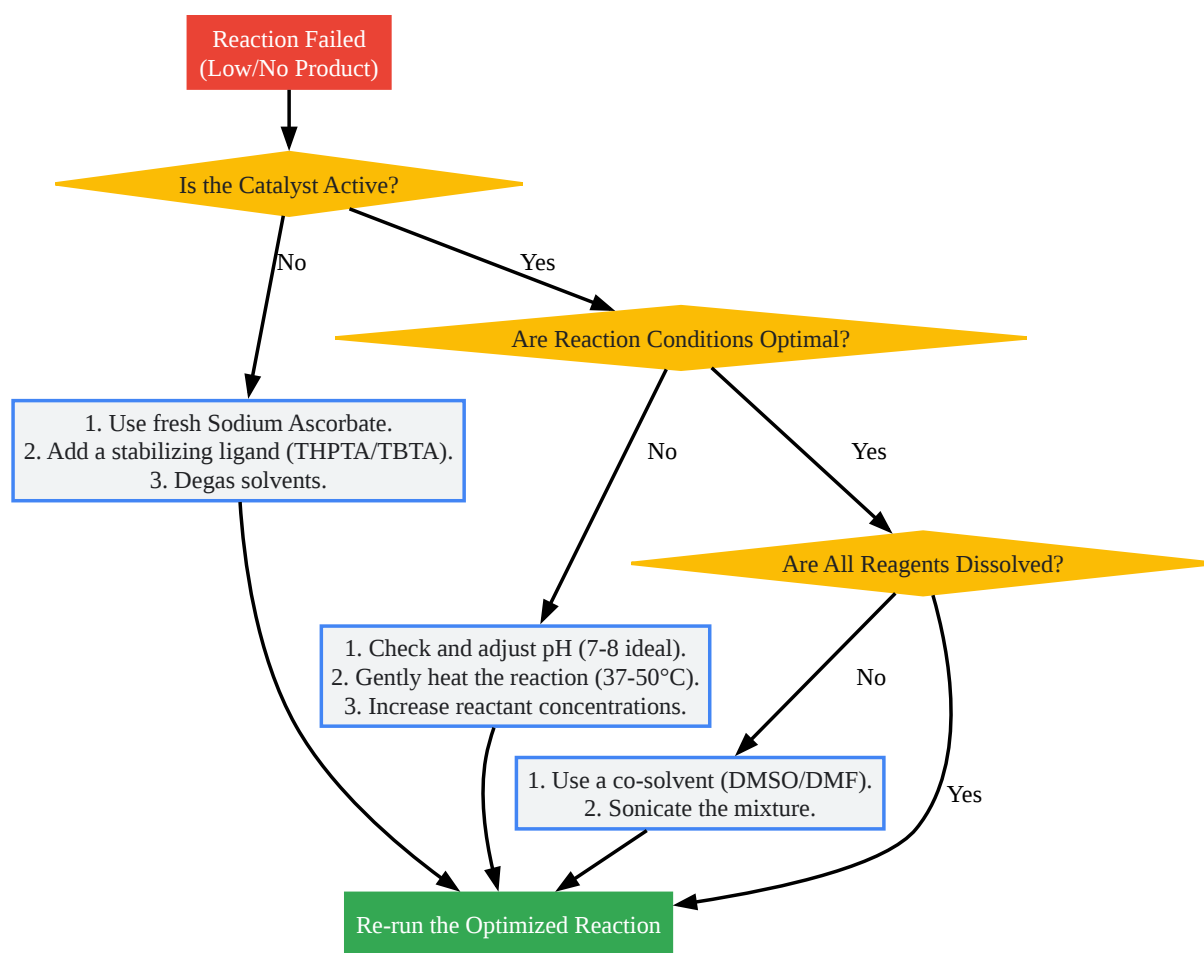 Reaction Failed
(Low/No Product)
Is the Catalyst Active?
No
Yes
Are Reaction Conditions Optimal?
1. Use fresh Sodium Ascorbate.
2. Add a stabilizing ligand (THPTA/TBTA).
3. Degas solvents.
No
Yes
Are All Reagents Dissolved?
1. Check and adjust pH (7-8 ideal).
2. Gently heat the reaction (37-50°C).
3. Increase reactant concentrations.
No
1. Use a co-solvent (DMSO/DMF).
2. Sonicate the mixture.
Yes
Re-run the Optimized Reaction